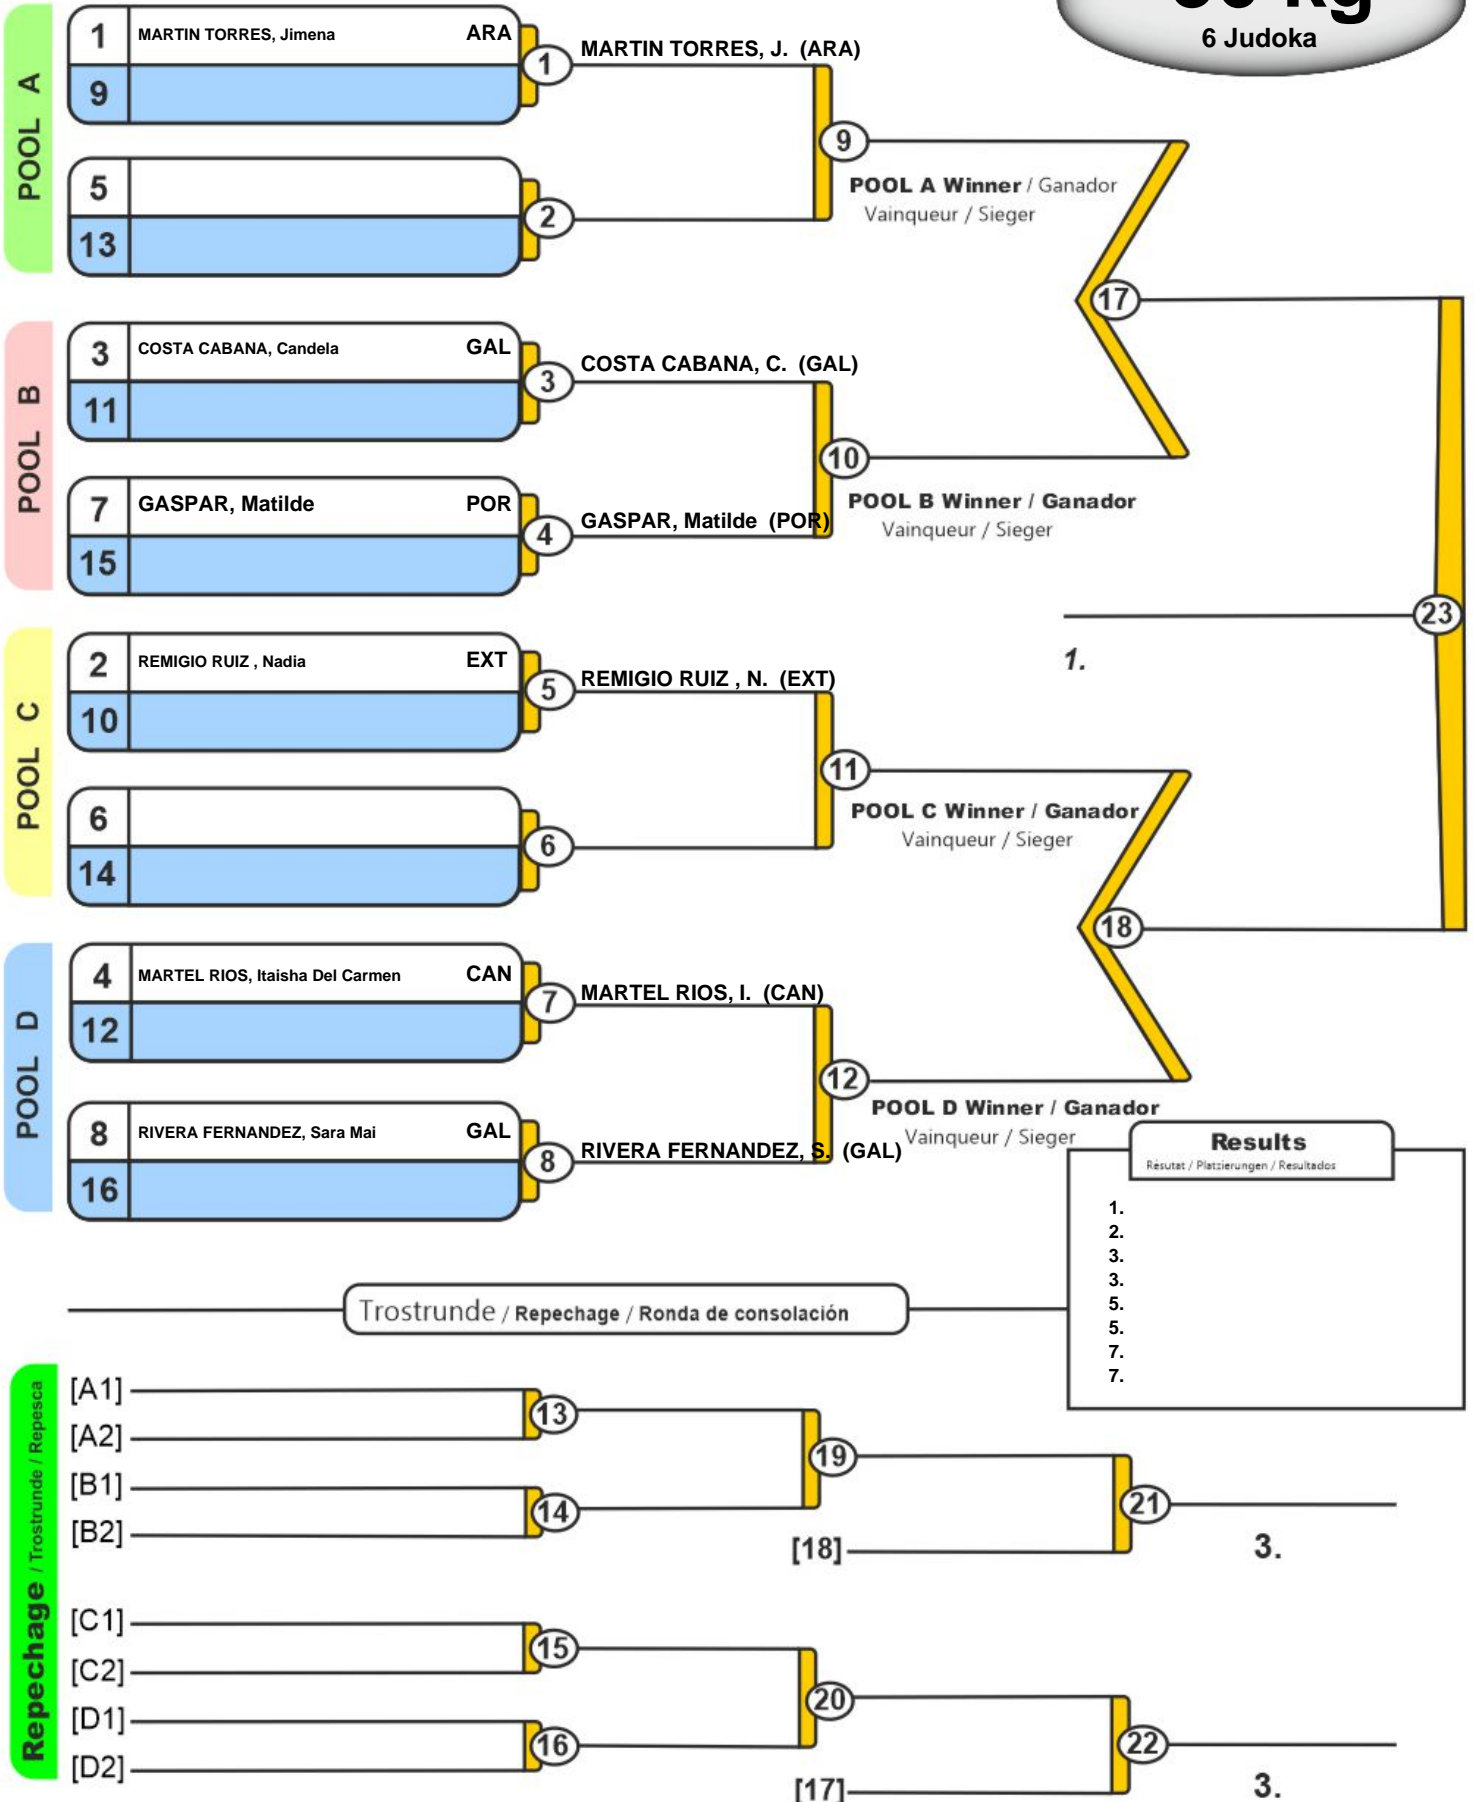 kg
6 Judoka
POOL A
1 MARTIN TORRES, Jimena ARA
9
1
MARTIN TORRES, J. (ARA)
5
13
2
9
POOL A Winner / Ganador
Vainqueur / Sieger
17
POOL B
3 COSTA CABANA, Candela GAL
11
3
COSTA CABANA, C. (GAL)
7 GASPAR, Matilde POR
15
4
GASPAR, Matilde (POR)
10
POOL B Winner / Ganador
Vainqueur / Sieger
23
1.
POOL C
2 REMIGIO RUIZ , Nadia EXT
10
5
REMIGIO RUIZ , N. (EXT)
6
14
6
11
POOL C Winner / Ganador
Vainqueur / Sieger
18
POOL D
4 MARTEL RIOS, Itaisha Del Carmen CAN
12
7
MARTEL RIOS, I. (CAN)
8 RIVERA FERNANDEZ, Sara Mai GAL
16
8
RIVERA FERNANDEZ, S. (GAL)
12
POOL D Winner / Ganador
Vainqueur / Sieger
Results
Résutat / Platzierungen / Resultados
1.
2.
3.
3.
5.
5.
7.
7.
Trostrunde / Repechage / Ronda de consolación
Repechage / Trostrunde / Repesca
[A1]
[A2]
13
[B1]
[B2]
14
19
[18]
21
3.
[C1]
[C2]
15
[D1]
[D2]
16
20
[17]
22
3.